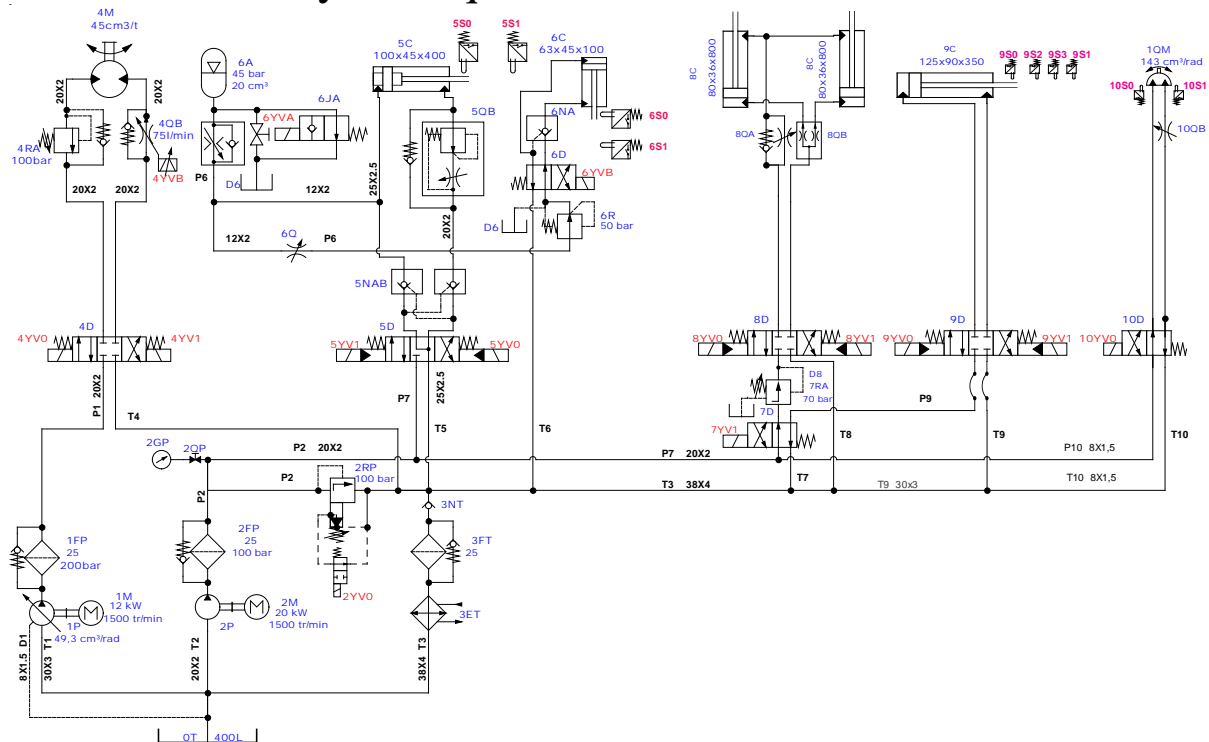 4M
45cm3/t
20X2
20X2
4RA
100bar
4QB
75l/min
4YVB
20X2
20X2
4YV0
4D
4YV1
P1 20X2
T4
6A
45 bar
20 cm³
6JA
6YVA
D6
P6
12X2
12X2
6Q
P6
25X2.5
5C
100x45x400
5S0
5S1
5QB
20X2
5NAB
5YV1
5D
5YV0
P7
25X2.5
T5
6C
63x45x100
6NA
6S0
6S1
6D
6YVB
6R
50 bar
D6
T6
8C
80x36x800
8C
80x36x800
8QA
8QB
8YV0
8D
8YV1
D8
7RA
70 bar
7D
7YV1
T8
9C
125x90x350
9S0
9S2
9S3
9S1
9YV0
9D
9YV1
P9
T9
1QM
143 cm³/rad
10S0
10S1
10QB
10D
10YV0
T10
2GP
2QP
P2 20X2
P7 20X2
P10 8X1,5
P2
2RP
100 bar
T3 38X4
T7
T9 30x3
T10 8X1,5
P2
3NT
1FP
25
200bar
2FP
25
100 bar
3FT
25
2YV0
1M
12 kW
1500 tr/min
1P
49,3 cm³/rad
2M
20 kW
1500 tr/min
2P
3ET
8X1.5 D1
30X3 T1
20X2 T2
38X4 T3
0T 400L